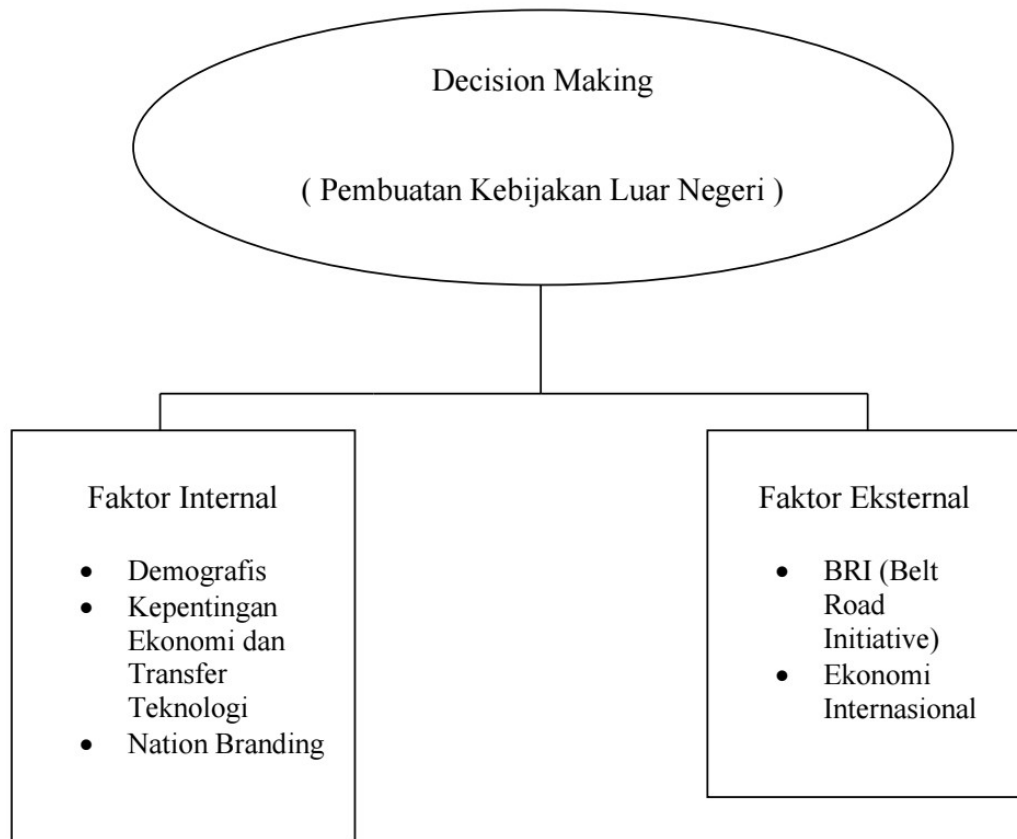 Decision Making
( Pembuatan Kebijakan Luar Negeri )
Faktor Internal
• Demografis
• Kepentingan
Ekonomi dan
Transfer
Teknologi
• Nation Branding
Faktor Eksternal
• BRI (Belt
Road
Initiative)
• Ekonomi
Internasional